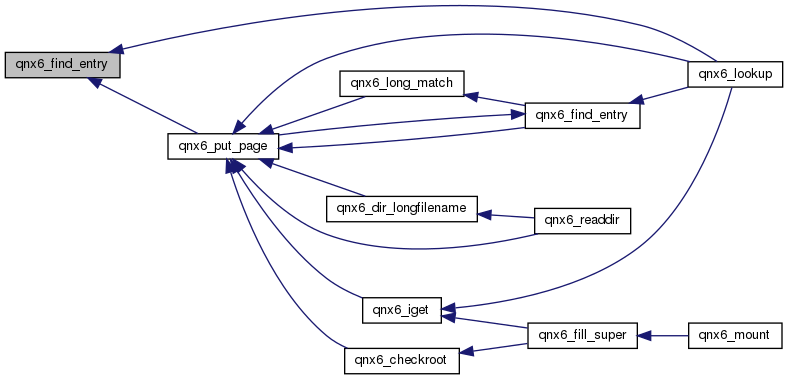 qnx6_find_entry
qnx6_lookup
qnx6_long_match
qnx6_find_entry
qnx6_put_page
qnx6_dir_longfilename
qnx6_readdir
qnx6_iget
qnx6_fill_super
qnx6_mount
qnx6_checkroot